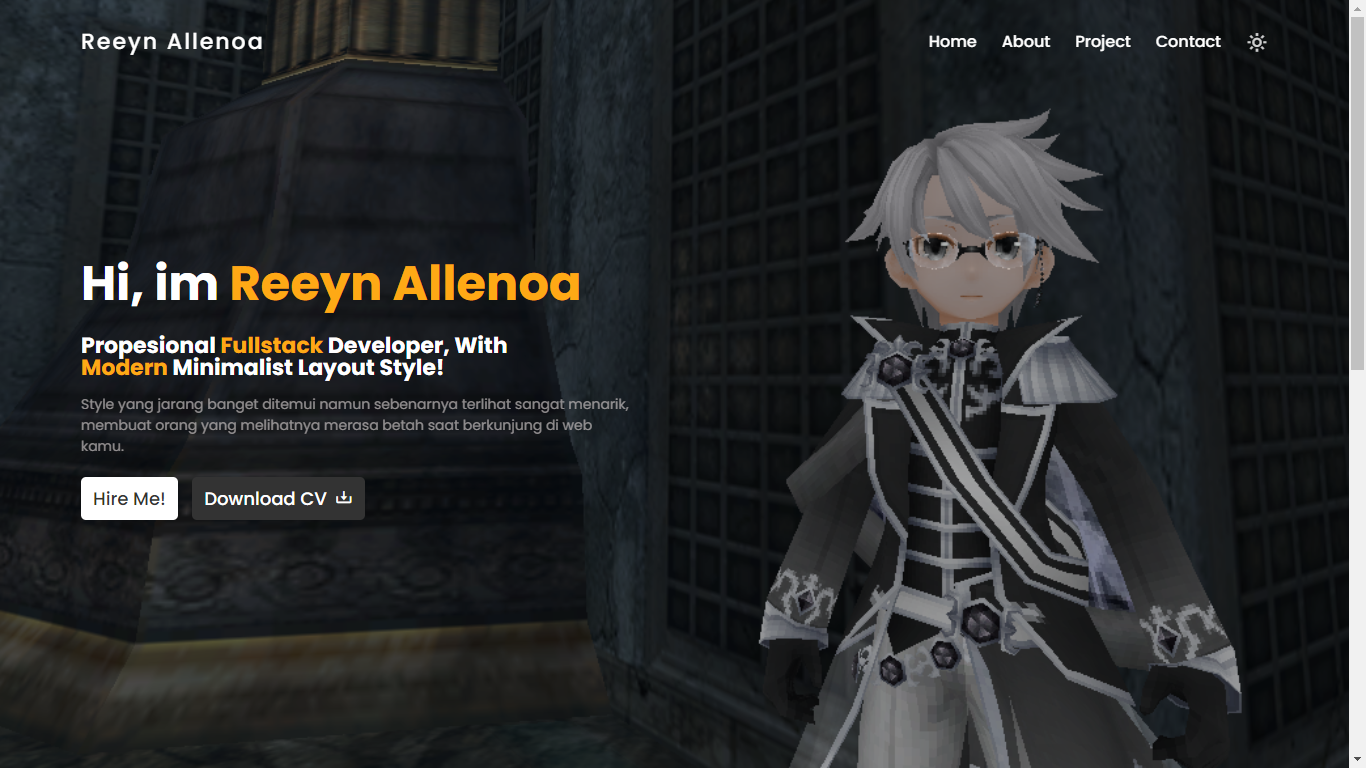 Reeyn Allenoa
Home About Project Contact
Hi, im Reeyn Allenoa
Propesional Fullstack Developer, With
Modern Minimalist Layout Style!
Style yang jarang banget ditemui namun sebenarnya terlihat sangat menarik,
membuat orang yang melihatnya merasa betah saat berkunjung di web
kamu.
Hire Me! Download CV